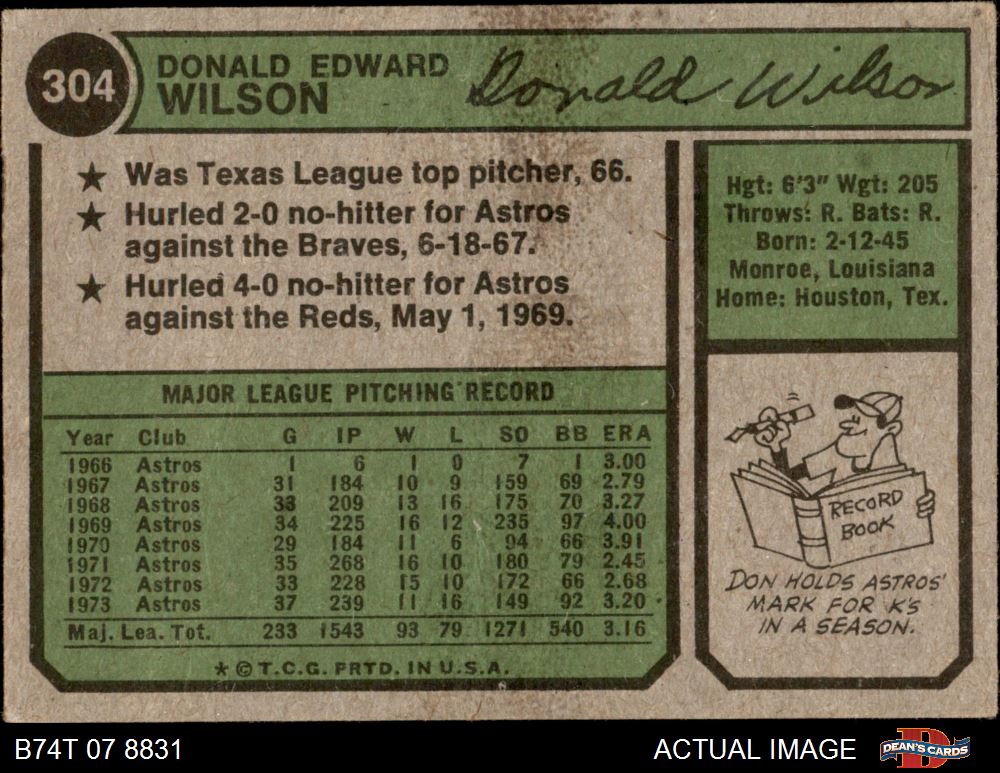 304
DONALD EDWARD
WILSON
Donald Wilson
★ Was Texas League top pitcher, 66.
★ Hurled 2-0 no-hitter for Astros
against the Braves, 6-18-67.
★ Hurled 4-0 no-hitter for Astros
against the Reds, May 1, 1969.
Hgt: 6'3" Wgt: 205
Throws: R. Bats: R.
Born: 2-12-45
Monroe, Louisiana
Home: Houston, Tex.
MAJOR LEAGUE PITCHING RECORD
Year Club G IP W L SO BB ERA
1966 Astros 1 6 1 0 7 1 3.00
1967 Astros 31 184 10 9 159 69 2.79
1968 Astros 33 209 13 16 175 70 3.27
1969 Astros 34 225 16 12 235 97 4.00
1970 Astros 29 184 11 6 94 66 3.91
1971 Astros 35 268 16 10 180 79 2.45
1972 Astros 33 228 15 10 172 66 2.68
1973 Astros 37 239 11 16 149 92 3.20
Maj. Lea. Tot. 233 1543 93 79 1271 540 3.16
* © T.C.G. PRTD. IN U.S.A.
RECORD
BOOK
DON HOLDS ASTROS'
MARK FOR K'S
IN A SEASON.
B74T 07 8831
ACTUAL IMAGE
DEAN'S CARDS